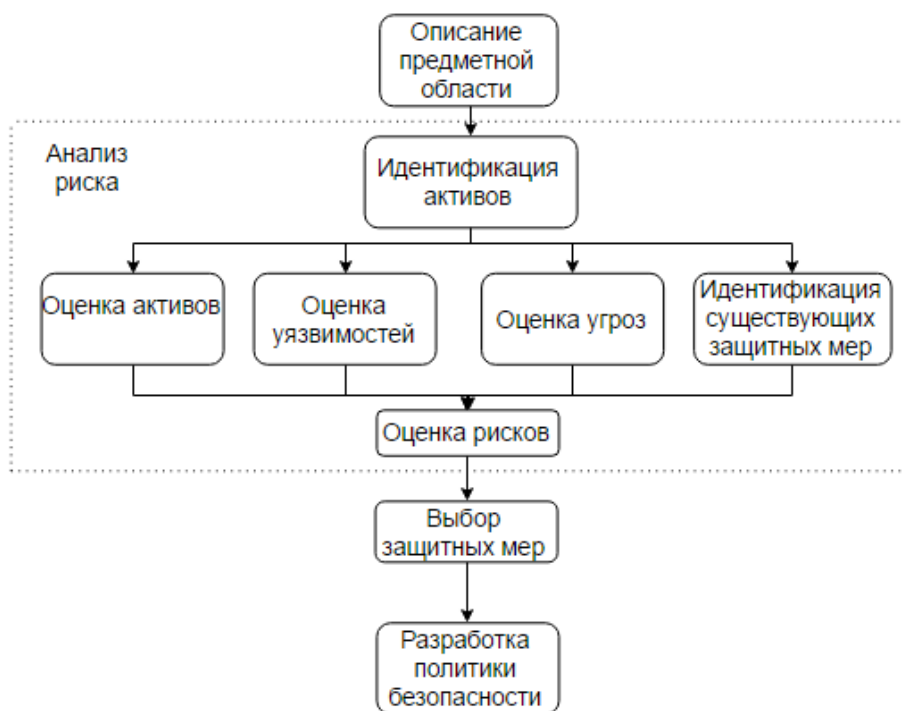 Описание
предметной
области
Анализ
риска
Идентификация
активов
Оценка активов
Оценка
уязвимостей
Оценка угроз
Идентификация
существующих
защитных мер
Оценка рисков
Выбор
защитных мер
Разработка
политики
безопасности